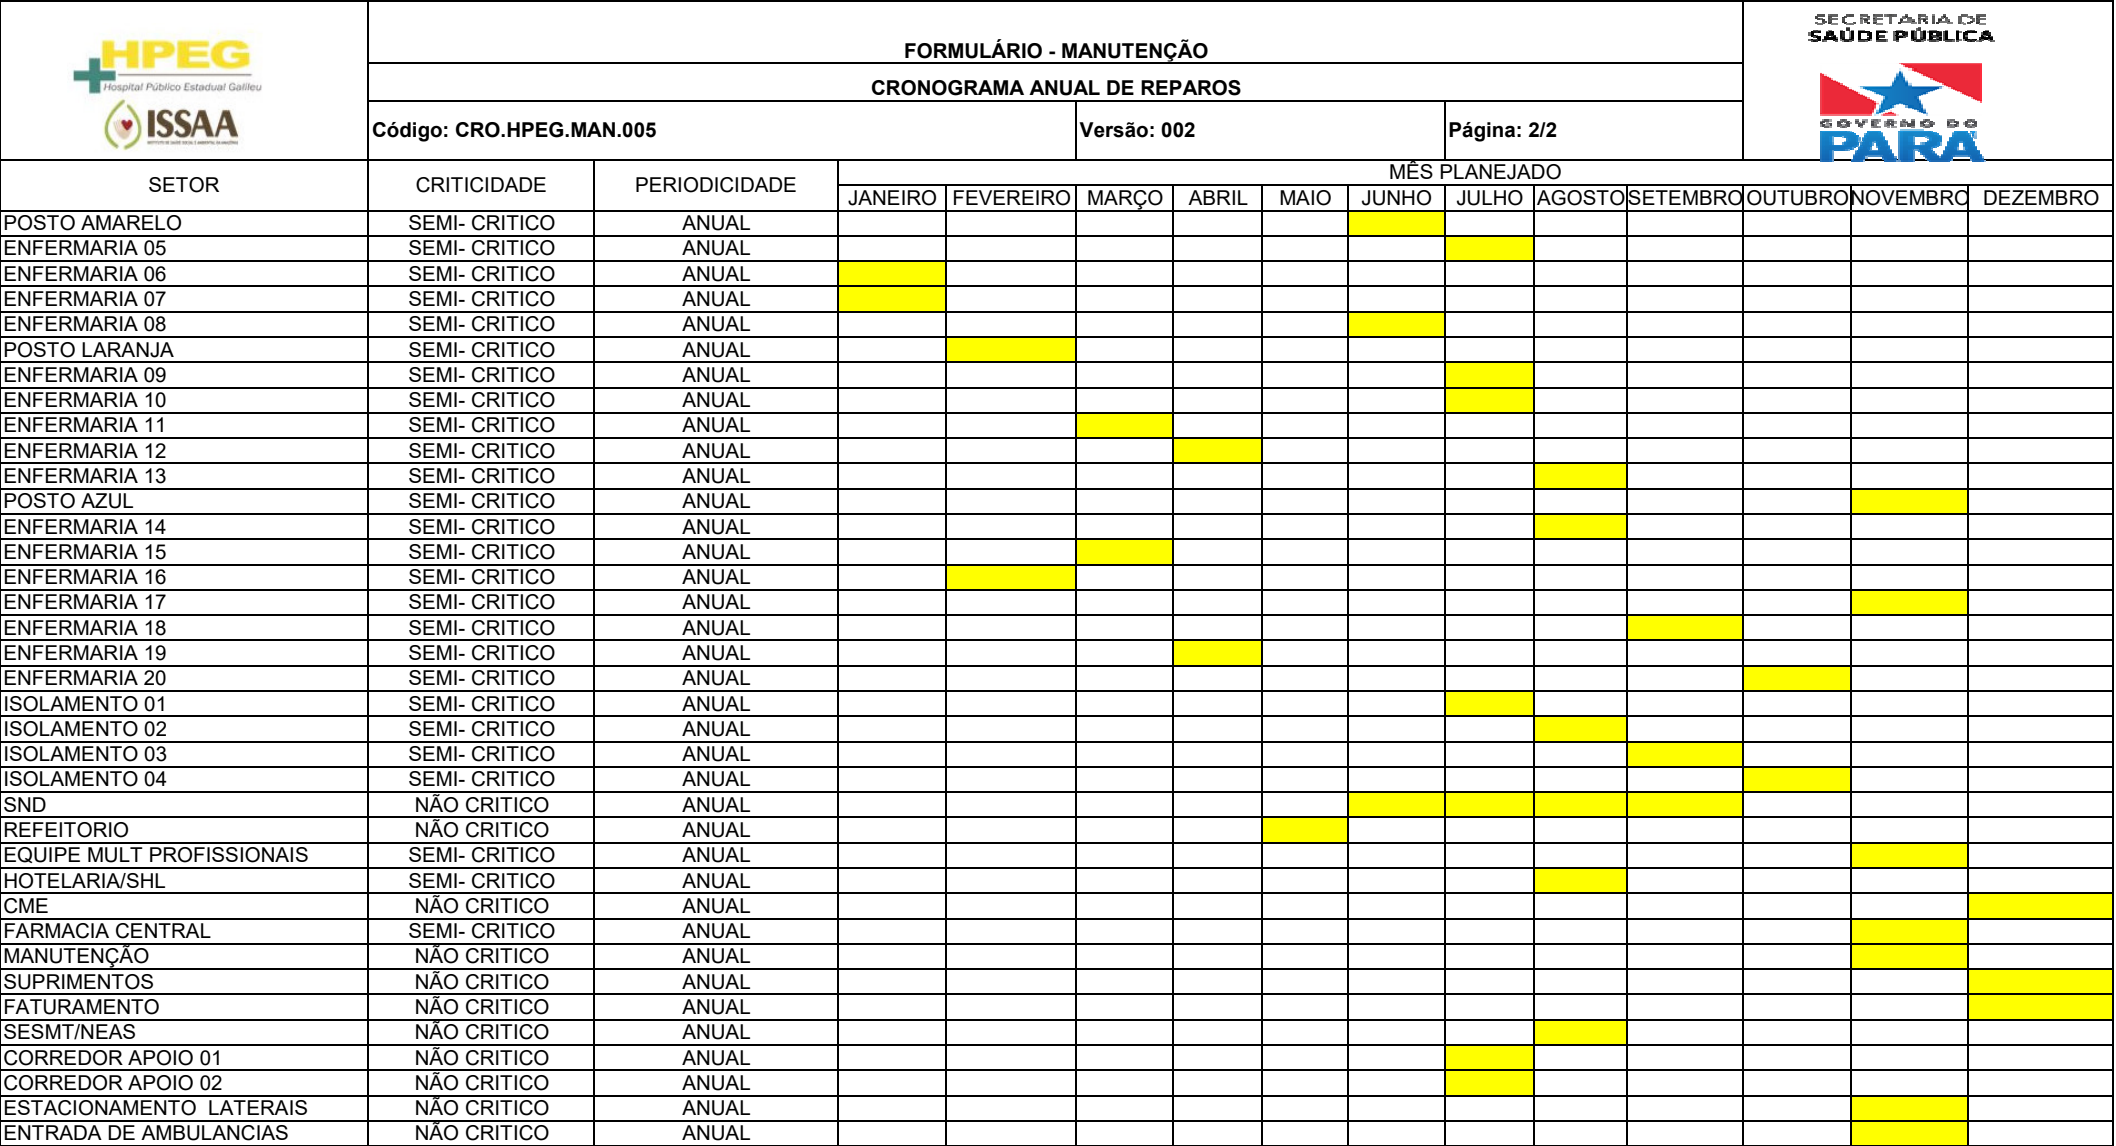 HPEG
Hospital Público Estadual Galileu
ISSAA
FORMULÁRIO - MANUTENÇÃO
CRONOGRAMA ANUAL DE REPAROS
Código: CRO.HPEG.MAN.005 Versão: 002 Página: 2/2
SECRETARIA DE
SAÚDE PÚBLICA
GOVERNO DO
PARÁ
SETOR CRITICIDADE PERIODICIDADE MÊS PLANEJADO
JANEIRO FEVEREIRO MARÇO ABRIL MAIO JUNHO JULHO AGOSTO SETEMBRO OUTUBRO NOVEMBRO DEZEMBRO
POSTO AMARELO SEMI- CRITICO ANUAL
ENFERMARIA 05 SEMI- CRITICO ANUAL
ENFERMARIA 06 SEMI- CRITICO ANUAL
ENFERMARIA 07 SEMI- CRITICO ANUAL
ENFERMARIA 08 SEMI- CRITICO ANUAL
POSTO LARANJA SEMI- CRITICO ANUAL
ENFERMARIA 09 SEMI- CRITICO ANUAL
ENFERMARIA 10 SEMI- CRITICO ANUAL
ENFERMARIA 11 SEMI- CRITICO ANUAL
ENFERMARIA 12 SEMI- CRITICO ANUAL
ENFERMARIA 13 SEMI- CRITICO ANUAL
POSTO AZUL SEMI- CRITICO ANUAL
ENFERMARIA 14 SEMI- CRITICO ANUAL
ENFERMARIA 15 SEMI- CRITICO ANUAL
ENFERMARIA 16 SEMI- CRITICO ANUAL
ENFERMARIA 17 SEMI- CRITICO ANUAL
ENFERMARIA 18 SEMI- CRITICO ANUAL
ENFERMARIA 19 SEMI- CRITICO ANUAL
ENFERMARIA 20 SEMI- CRITICO ANUAL
ISOLAMENTO 01 SEMI- CRITICO ANUAL
ISOLAMENTO 02 SEMI- CRITICO ANUAL
ISOLAMENTO 03 SEMI- CRITICO ANUAL
ISOLAMENTO 04 SEMI- CRITICO ANUAL
SND NÃO CRITICO ANUAL
REFEITORIO NÃO CRITICO ANUAL
EQUIPE MULT PROFISSIONAIS SEMI- CRITICO ANUAL
HOTELARIA/SHL SEMI- CRITICO ANUAL
CME NÃO CRITICO ANUAL
FARMACIA CENTRAL SEMI- CRITICO ANUAL
MANUTENÇÃO NÃO CRITICO ANUAL
SUPRIMENTOS NÃO CRITICO ANUAL
FATURAMENTO NÃO CRITICO ANUAL
SESMT/NEAS NÃO CRITICO ANUAL
CORREDOR APOIO 01 NÃO CRITICO ANUAL
CORREDOR APOIO 02 NÃO CRITICO ANUAL
ESTACIONAMENTO  LATERAIS NÃO CRITICO ANUAL
ENTRADA DE AMBULANCIAS NÃO CRITICO ANUAL